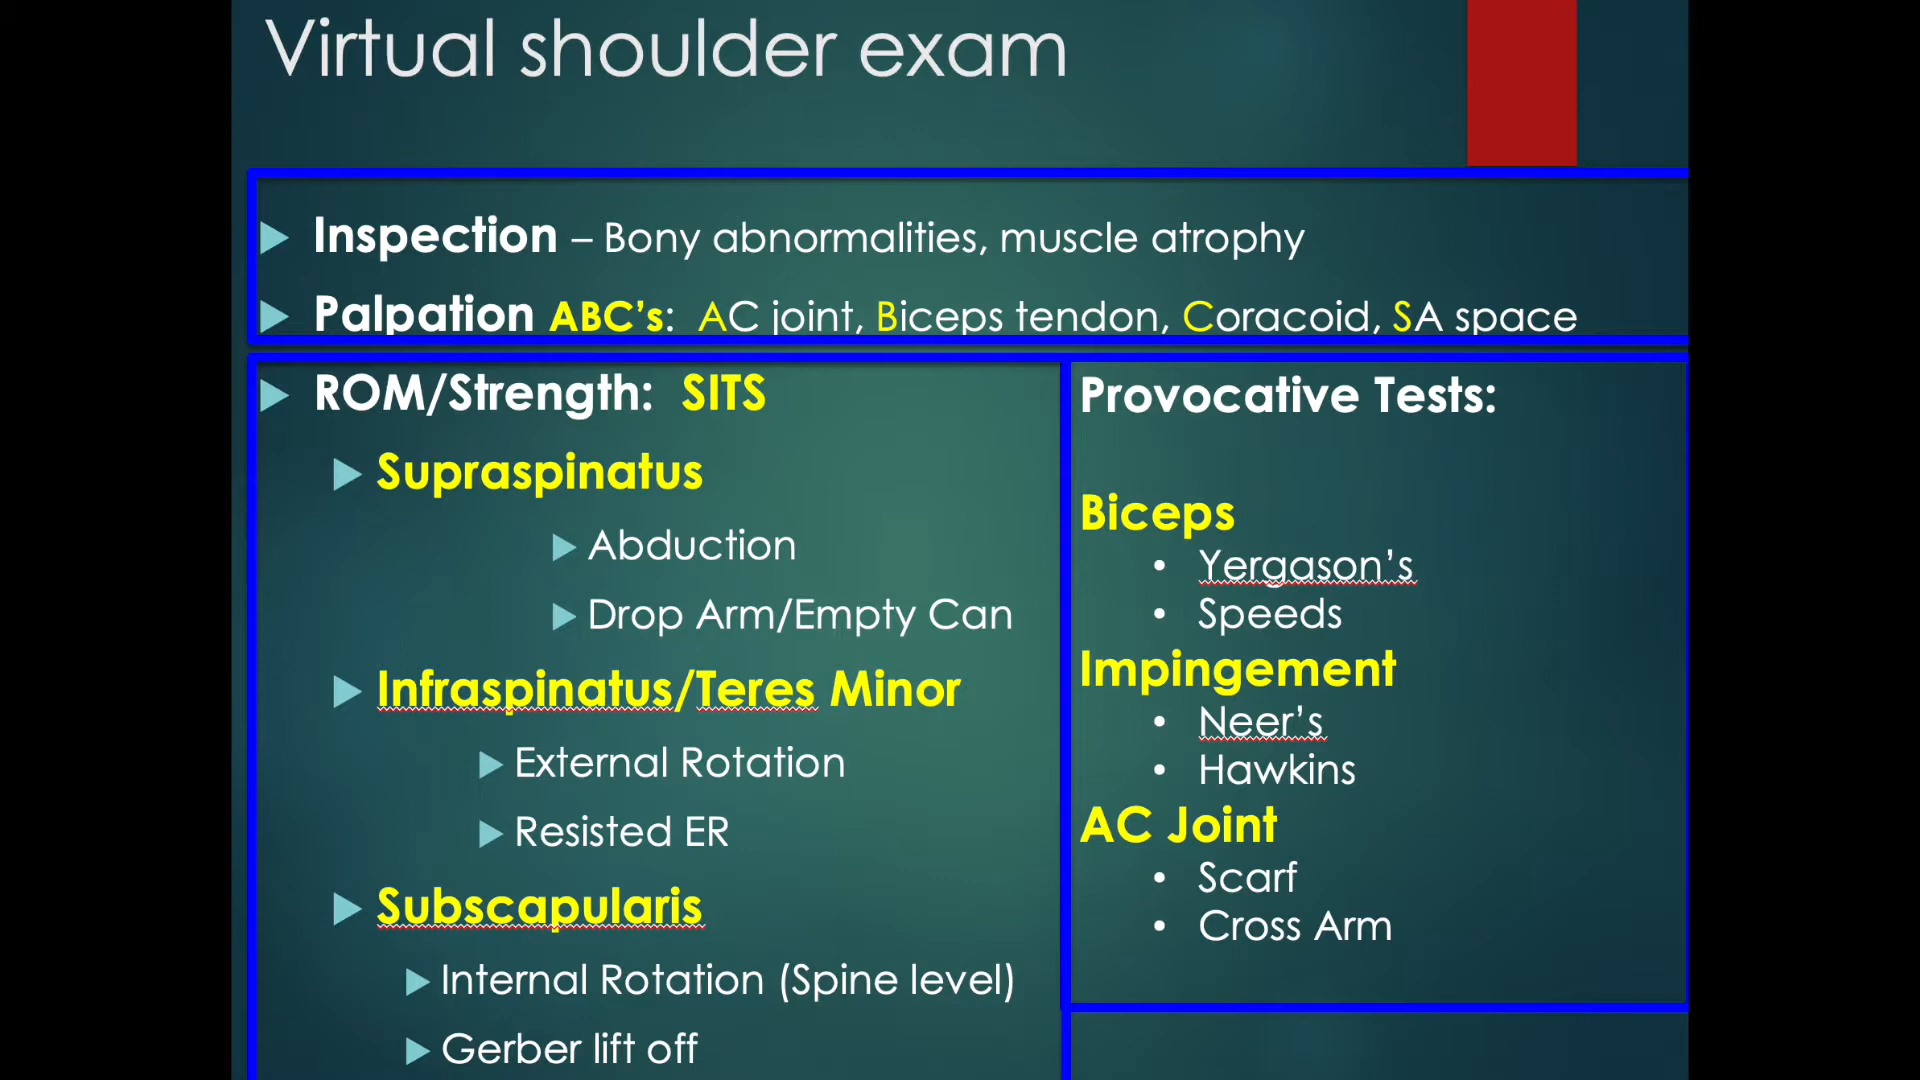 Virtual shoulder exam
Inspection – Bony abnormalities, muscle atrophy
Palpation ABC’s: AC joint, Biceps tendon, Coracoid, SA space
ROM/Strength: SITS
Supraspinatus
Abduction
Drop Arm/Empty Can
Infraspinatus/Teres Minor
External Rotation
Resisted ER
Subscapularis
Internal Rotation (Spine level)
Gerber lift off
Provocative Tests:
Biceps
• Yergason’s
• Speeds
Impingement
• Neer’s
• Hawkins
AC Joint
• Scarf
• Cross Arm